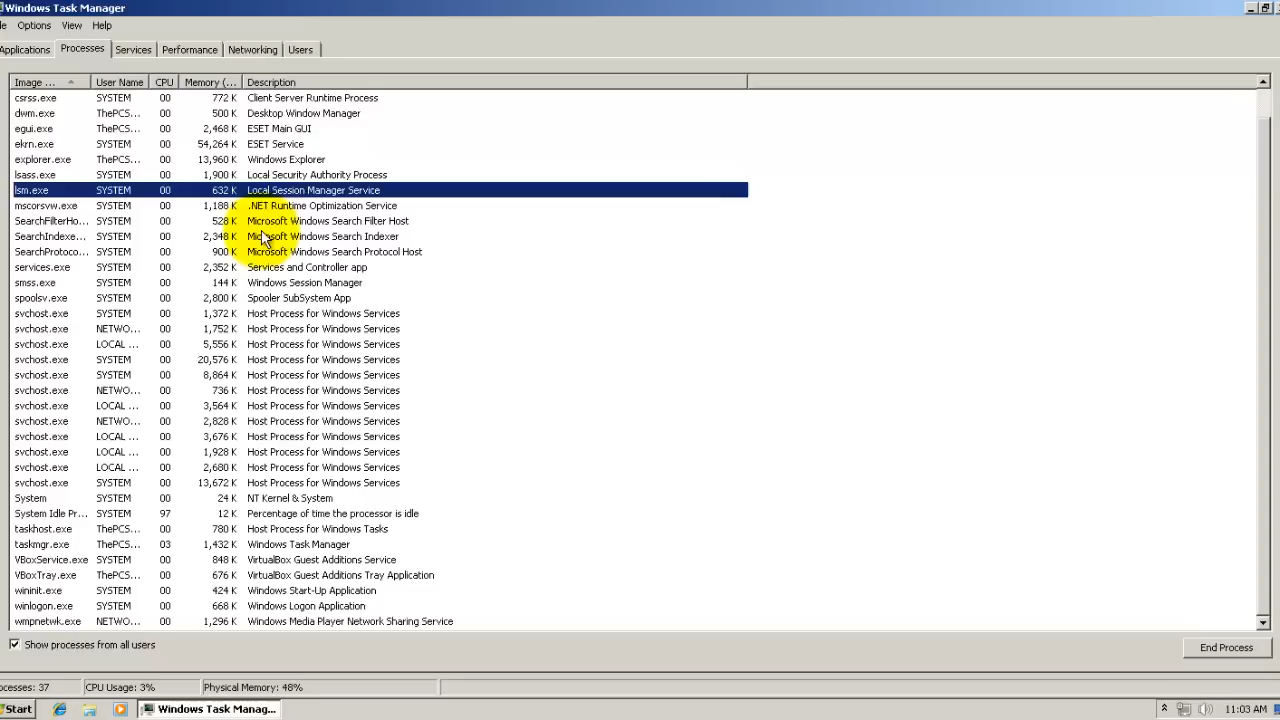 Windows Task Manager
le Options View Help
Applications Processes Services Performance Networking Users
Image ... User Name CPU Memory (... Description
csrss.exe SYSTEM 00 772 K Client Server Runtime Process
dwm.exe ThePCS... 00 500 K Desktop Window Manager
egui.exe ThePCS... 00 2,468 K ESET Main GUI
ekrn.exe SYSTEM 00 54,264 K ESET Service
explorer.exe ThePCS... 00 13,960 K Windows Explorer
lsass.exe SYSTEM 00 1,900 K Local Security Authority Process
lsm.exe SYSTEM 00 632 K Local Session Manager Service
mscorsvw.exe SYSTEM 00 1,188 K .NET Runtime Optimization Service
SearchFilterHo... SYSTEM 00 528 K Microsoft Windows Search Filter Host
SearchIndexe... SYSTEM 00 2,348 K Microsoft Windows Search Indexer
SearchProtoco... SYSTEM 00 900 K Microsoft Windows Search Protocol Host
services.exe SYSTEM 00 2,352 K Services and Controller app
smss.exe SYSTEM 00 144 K Windows Session Manager
spoolsv.exe SYSTEM 00 2,800 K Spooler SubSystem App
svchost.exe SYSTEM 00 1,372 K Host Process for Windows Services
svchost.exe NETWO... 00 1,752 K Host Process for Windows Services
svchost.exe LOCAL ... 00 5,556 K Host Process for Windows Services
svchost.exe SYSTEM 00 20,576 K Host Process for Windows Services
svchost.exe SYSTEM 00 8,864 K Host Process for Windows Services
svchost.exe NETWO... 00 736 K Host Process for Windows Services
svchost.exe LOCAL ... 00 3,564 K Host Process for Windows Services
svchost.exe NETWO... 00 2,828 K Host Process for Windows Services
svchost.exe LOCAL ... 00 3,676 K Host Process for Windows Services
svchost.exe LOCAL ... 00 1,928 K Host Process for Windows Services
svchost.exe LOCAL ... 00 2,680 K Host Process for Windows Services
svchost.exe SYSTEM 00 13,672 K Host Process for Windows Services
System SYSTEM 00 24 K NT Kernel & System
System Idle Pr... SYSTEM 97 12 K Percentage of time the processor is idle
taskhost.exe ThePCS... 00 780 K Host Process for Windows Tasks
taskmgr.exe ThePCS... 03 1,432 K Windows Task Manager
VBoxService.exe SYSTEM 00 848 K VirtualBox Guest Additions Service
VBoxTray.exe ThePCS... 00 676 K VirtualBox Guest Additions Tray Application
wininit.exe SYSTEM 00 424 K Windows Start-Up Application
winlogon.exe SYSTEM 00 668 K Windows Logon Application
wmpnetwk.exe NETWO... 00 1,296 K Windows Media Player Network Sharing Service
Show processes from all users
End Process
ocesses: 37 CPU Usage: 3% Physical Memory: 48%
Start Windows Task Manag... 11:03 AM